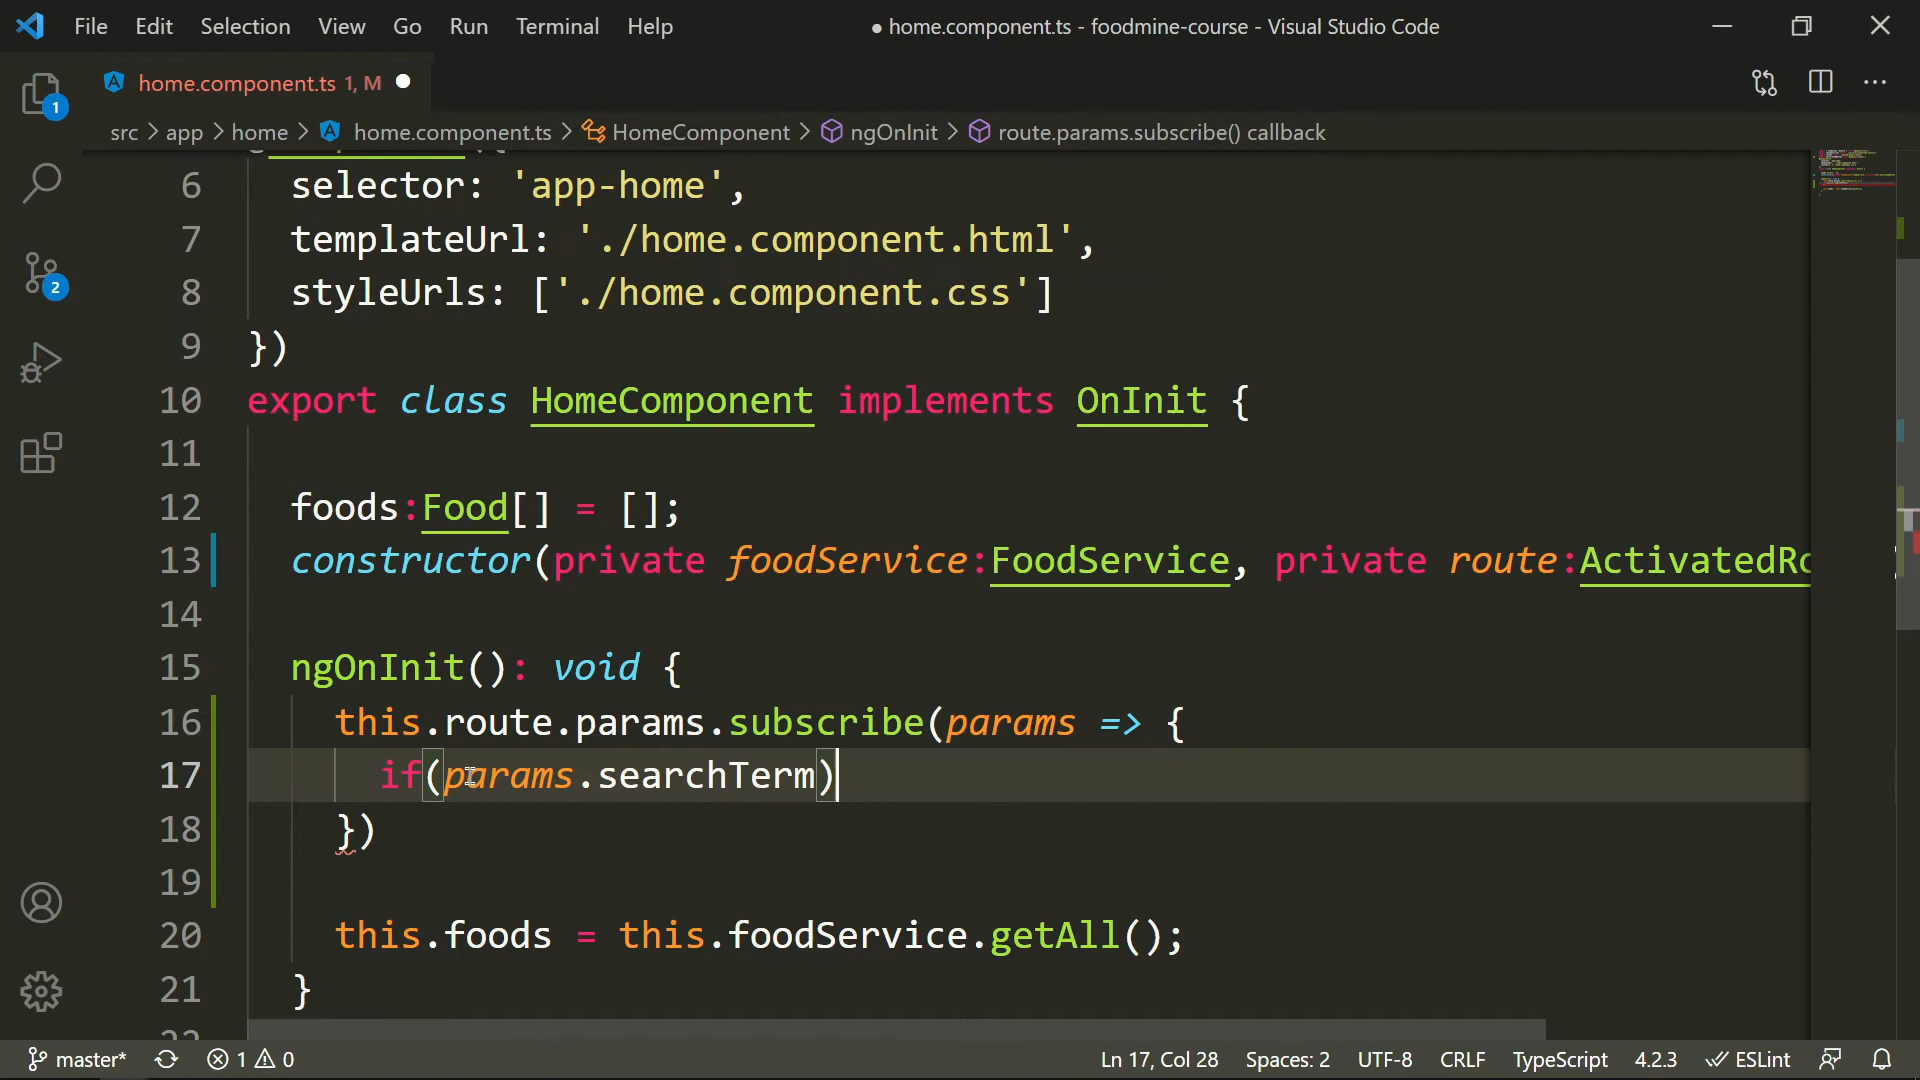 File Edit Selection View Go Run Terminal Help
● home.component.ts - foodmine-course - Visual Studio Code
home.component.ts 1, M ●
src > app > home > home.component.ts > HomeComponent > ngOnInit > route.params.subscribe() callback
6 selector: 'app-home',
7 templateUrl: './home.component.html',
8 styleUrls: ['./home.component.css']
9 })
10 export class HomeComponent implements OnInit {
11
12 foods:Food[] = [];
13 constructor(private foodService:FoodService, private route:ActivatedRo
14
15 ngOnInit(): void {
16 this.route.params.subscribe(params => {
17 if(params.searchTerm)
18 })
19
20 this.foods = this.foodService.getAll();
21 }
1
2
master* 1 0 Ln 17, Col 28 Spaces: 2 UTF-8 CRLF TypeScript 4.2.3 ESLint